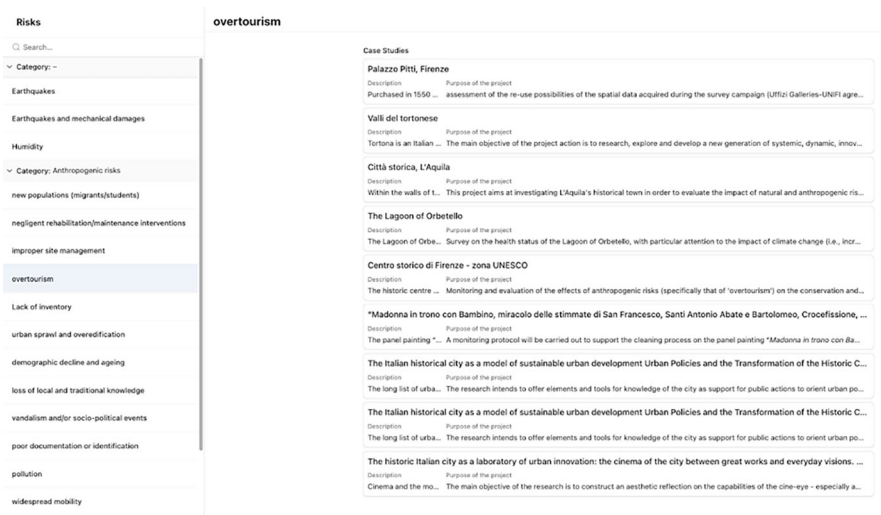 Risks
Search...
Category: –
Earthquakes
Earthquakes and mechanical damages
Humidity
Category: Anthropogenic risks
new populations (migrants/students)
negligent rehabilitation/maintenance interventions
improper site management
overtourism
Lack of inventory
urban sprawl and overedification
demographic decline and ageing
loss of local and traditional knowledge
vandalism and/or socio-political events
poor documentation or identification
pollution
widespread mobility
overtourism
Case Studies
Palazzo Pitti, Firenze
Description Purpose of the project
Purchased in 1550 ... assessment of the re-use possibilities of the spatial data acquired during the survey campaign (Uffizi Galleries-UNIFI agre...
Valli del tortonese
Description Purpose of the project
Tortona is an Italian ... The main objective of the project action is to research, explore and develop a new generation of systemic, dynamic, innov...
Città storica, L'Aquila
Description Purpose of the project
Within the walls of t... This project aims at investigating L'Aquila's historical town in order to evaluate the impact of natural and anthropogenic ris...
The Lagoon of Orbetello
Description Purpose of the project
The Lagoon of Orbe... Survey on the health status of the Lagoon of Orbetello, with particular attention to the impact of climate change (i.e., incr...
Centro storico di Firenze - zona UNESCO
Description Purpose of the project
The historic centre ... Monitoring and evaluation of the effects of anthropogenic risks (specifically that of 'overtourism') on the conservation and...
"Madonna in trono con Bambino, miracolo delle stimmate di San Francesco, Santi Antonio Abate e Bartolomeo, Crocefissione, ...
Description Purpose of the project
The panel painting "... A monitoring protocol will be carried out to support the cleaning process on the panel painting "Madonna in trono con Ba...
The Italian historical city as a model of sustainable urban development Urban Policies and the Transformation of the Historic C...
Description Purpose of the project
The long list of urba... The research intends to offer elements and tools for knowledge of the city as support for public actions to orient urban po...
The Italian historical city as a model of sustainable urban development Urban Policies and the Transformation of the Historic C...
Description Purpose of the project
The long list of urba... The research intends to offer elements and tools for knowledge of the city as support for public actions to orient urban po...
The historic Italian city as a laboratory of urban innovation: the cinema of the city between great works and everyday visions. ...
Description Purpose of the project
Cinema and the mo... The main objective of the research is to construct an aesthetic reflection on the capabilities of the cine-eye - especially a...